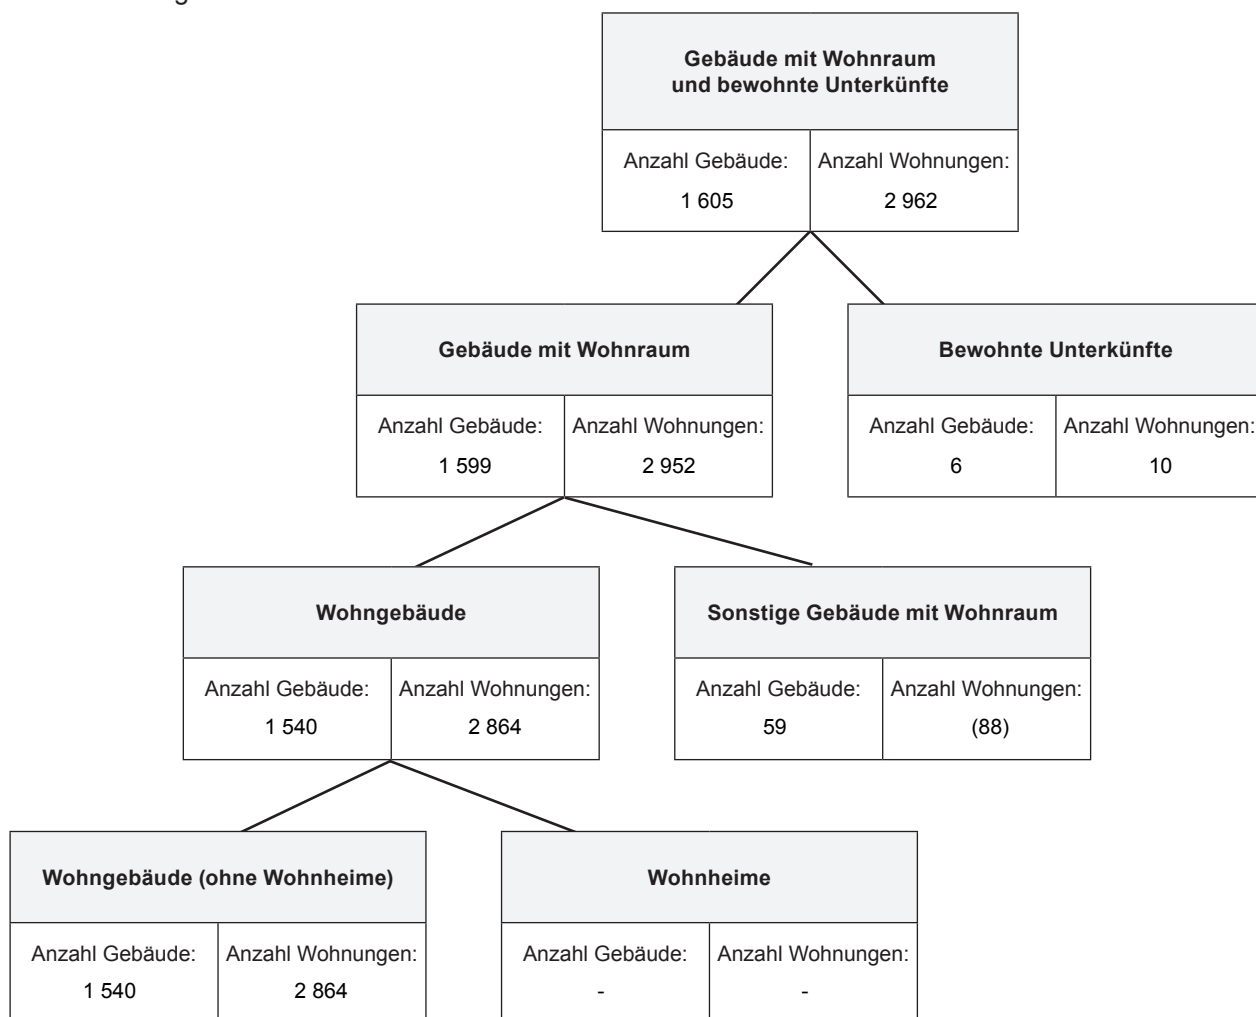 Gebäude mit Wohnraum
und bewohnte Unterkünfte
Anzahl Gebäude: Anzahl Wohnungen:
1 605 2 962
Gebäude mit Wohnraum
Anzahl Gebäude: Anzahl Wohnungen:
1 599 2 952
Bewohnte Unterkünfte
Anzahl Gebäude: Anzahl Wohnungen:
6 10
Wohngebäude
Anzahl Gebäude: Anzahl Wohnungen:
1 540 2 864
Sonstige Gebäude mit Wohnraum
Anzahl Gebäude: Anzahl Wohnungen:
59 (88)
Wohngebäude (ohne Wohnheime)
Anzahl Gebäude: Anzahl Wohnungen:
1 540 2 864
Wohnheime
Anzahl Gebäude: Anzahl Wohnungen:
- -